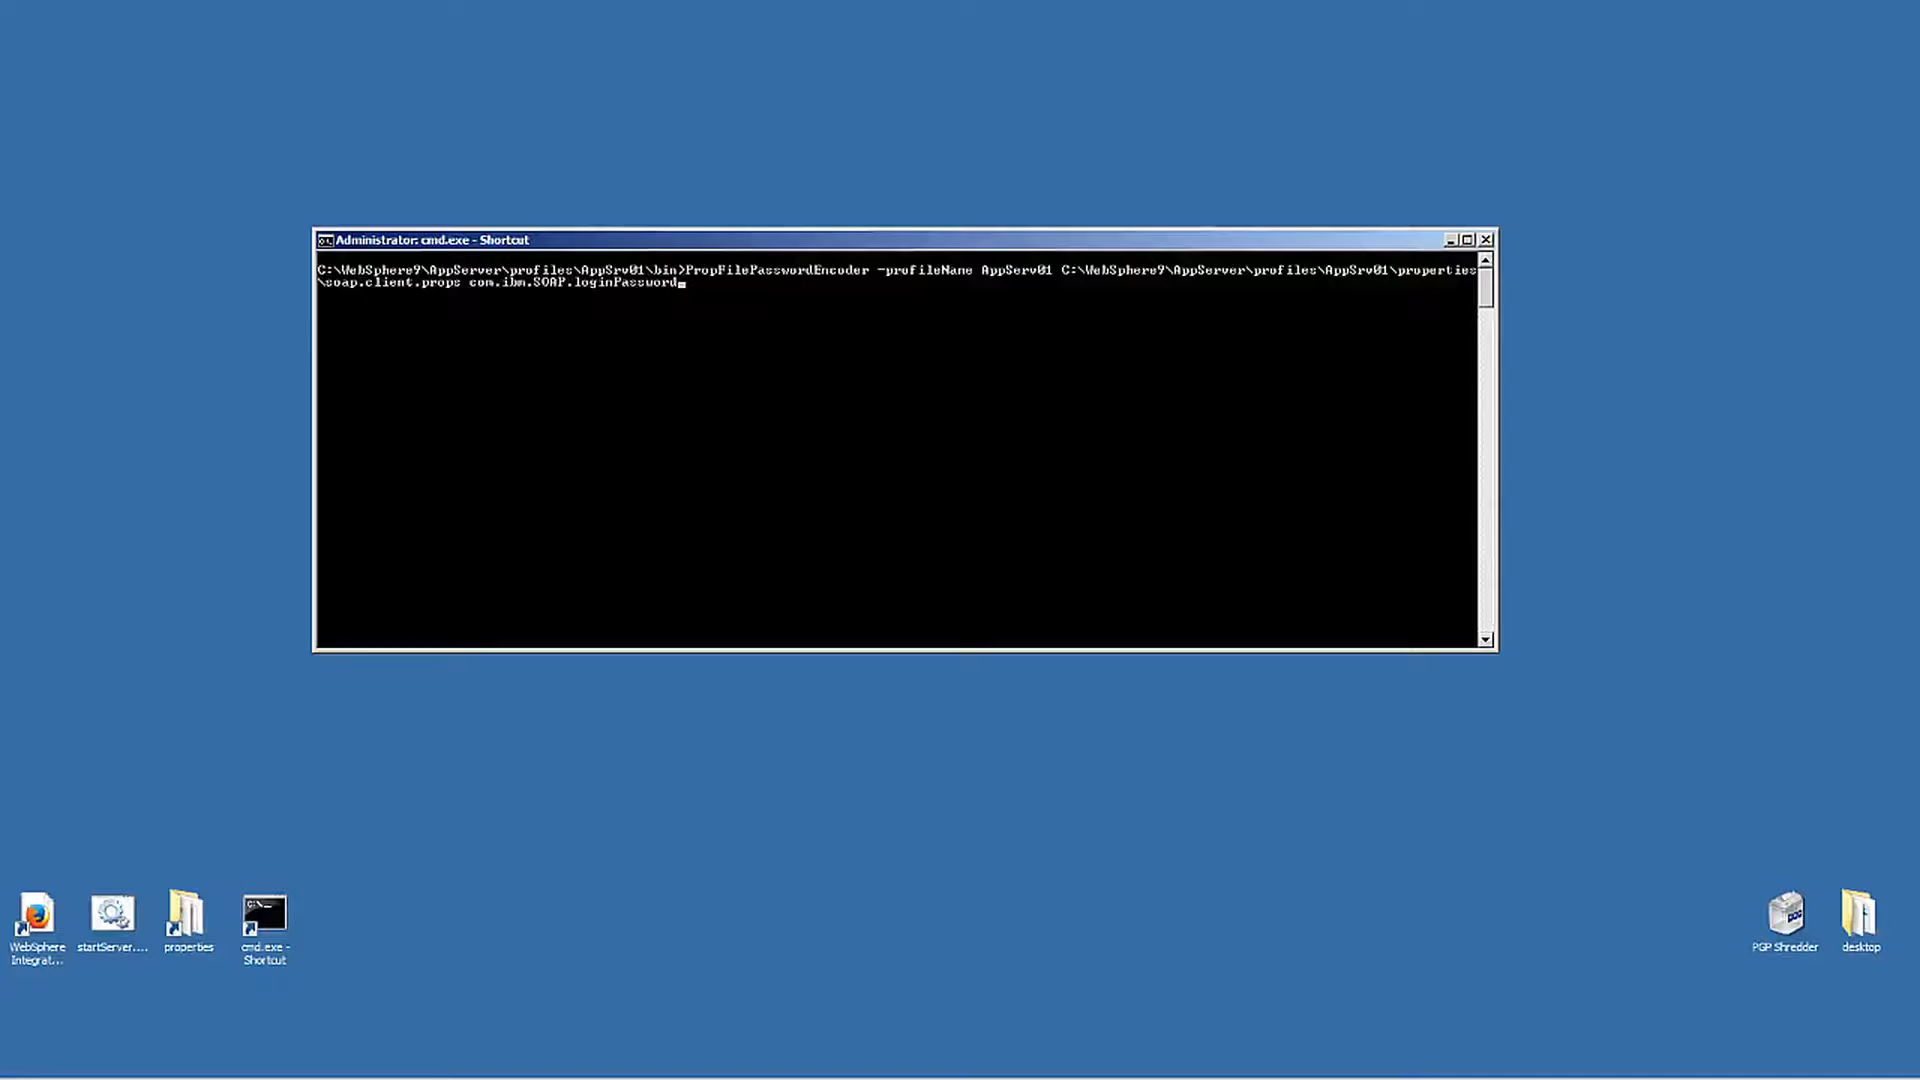 Administrator: cmd.exe - Shortcut
C:\WebSphere9\AppServer\profiles\AppSrv01\bin>PropFilePasswordEncoder -profileName AppServ01 C:\WebSphere9\AppServer\profiles\AppSrv01\properties
\soap.client.props com.ibm.SOAP.loginPassword
WebSphere
Integrat...
startServer....
properties
cmd.exe -
Shortcut
PGP Shredder
desktop